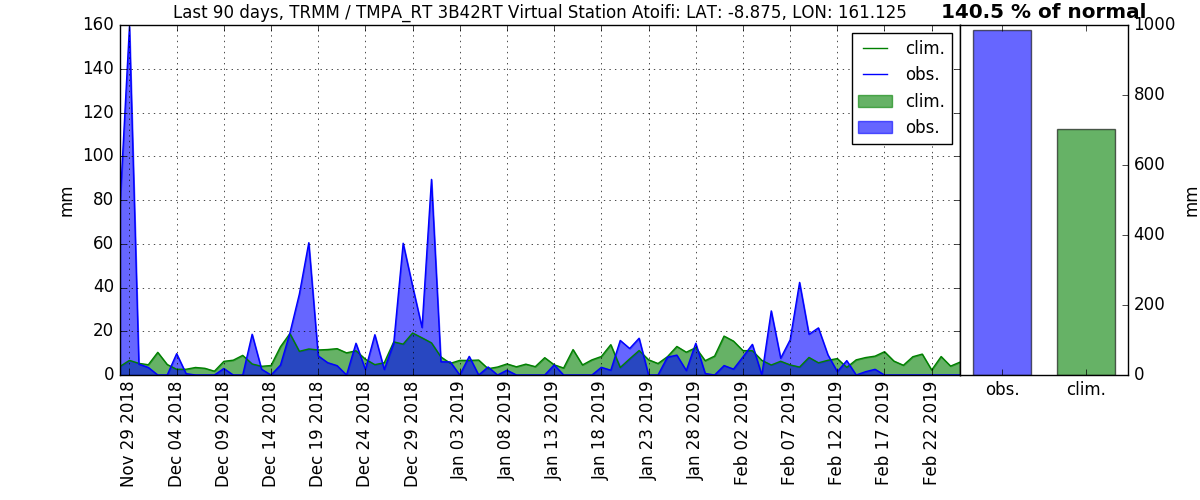 Last 90 days, TRMM / TMPA_RT 3B42RT Virtual Station Atoifi: LAT: -8.875, LON: 161.125
140.5 % of normal
160
140
120
100
80
60
40
20
0
mm
clim.
obs.
clim.
obs.
1000
800
600
400
200
0
mm
obs.
clim.
Nov 29 2018
Dec 04 2018
Dec 09 2018
Dec 14 2018
Dec 19 2018
Dec 24 2018
Dec 29 2018
Jan 03 2019
Jan 08 2019
Jan 13 2019
Jan 18 2019
Jan 23 2019
Jan 28 2019
Feb 02 2019
Feb 07 2019
Feb 12 2019
Feb 17 2019
Feb 22 2019